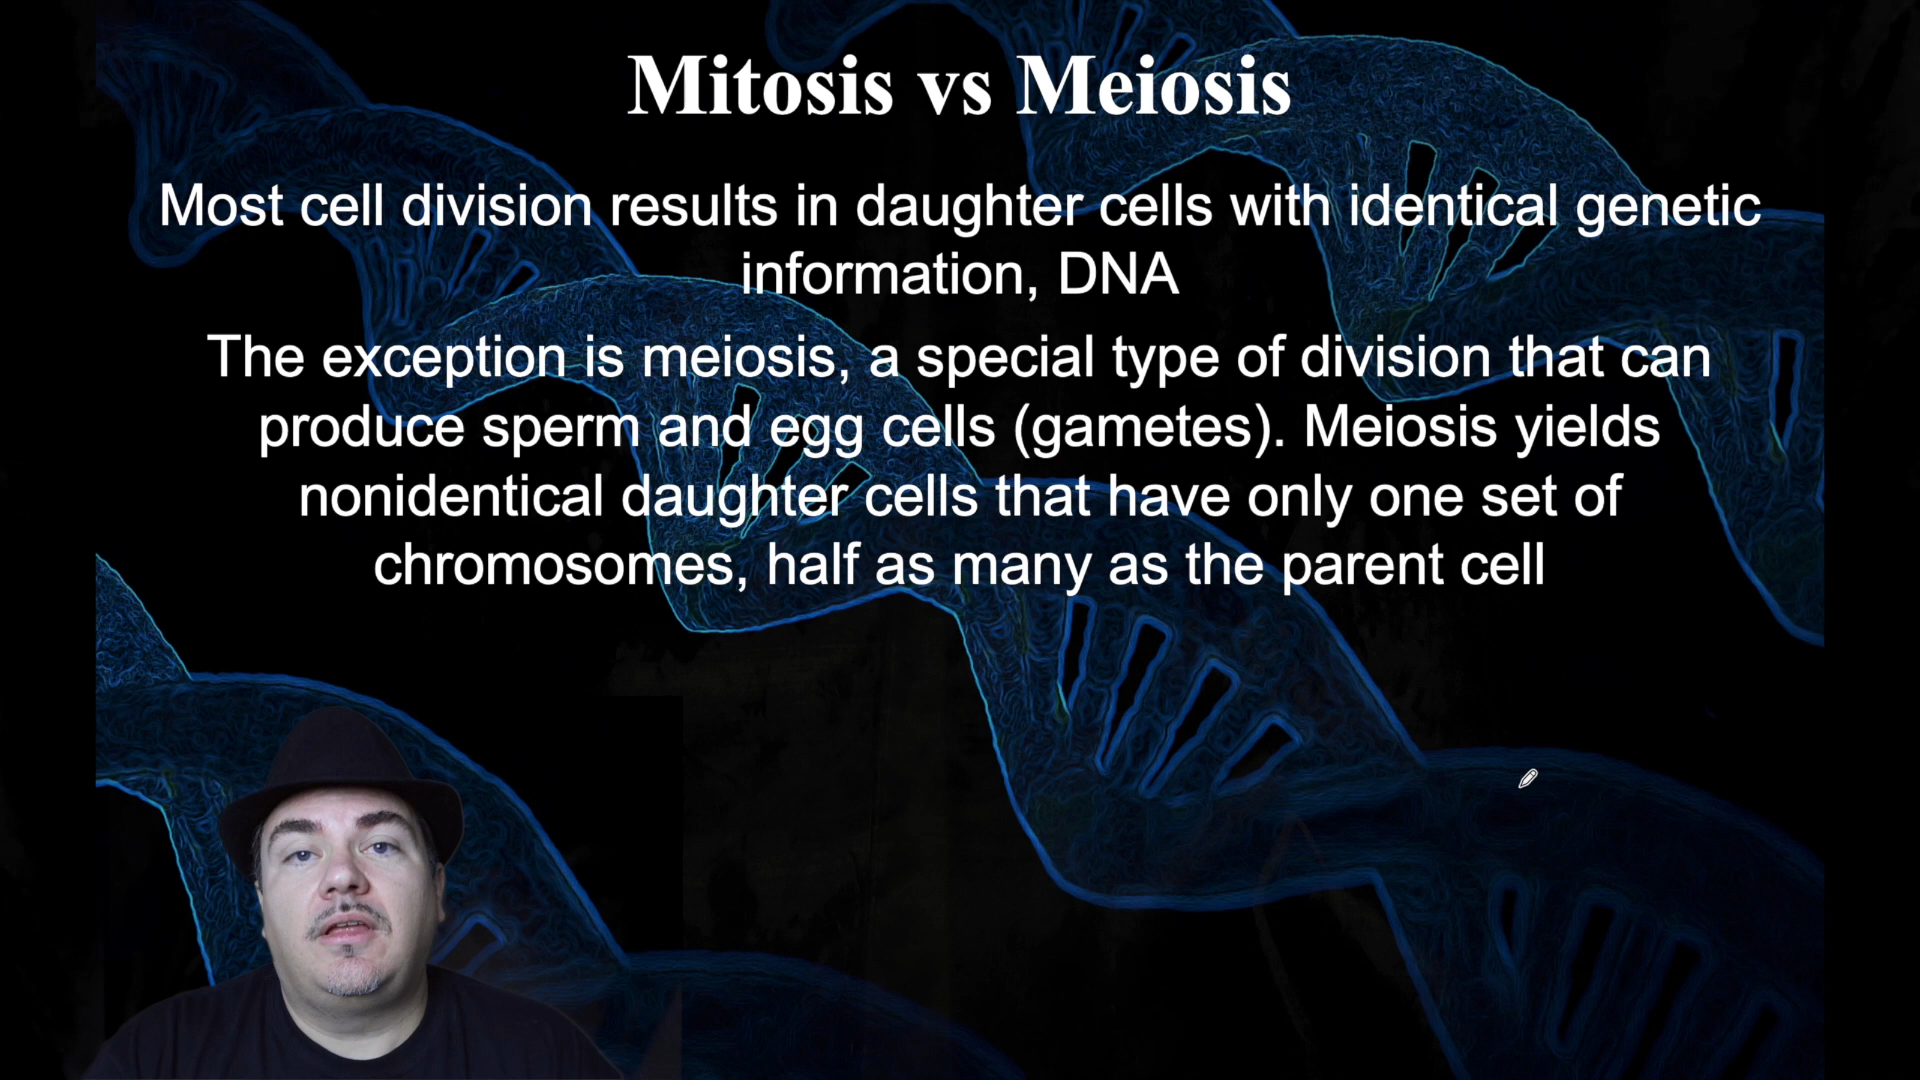 Mitosis vs Meiosis
Most cell division results in daughter cells with identical genetic
information, DNA
The exception is meiosis, a special type of division that can
produce sperm and egg cells (gametes). Meiosis yields
nonidentical daughter cells that have only one set of
chromosomes, half as many as the parent cell